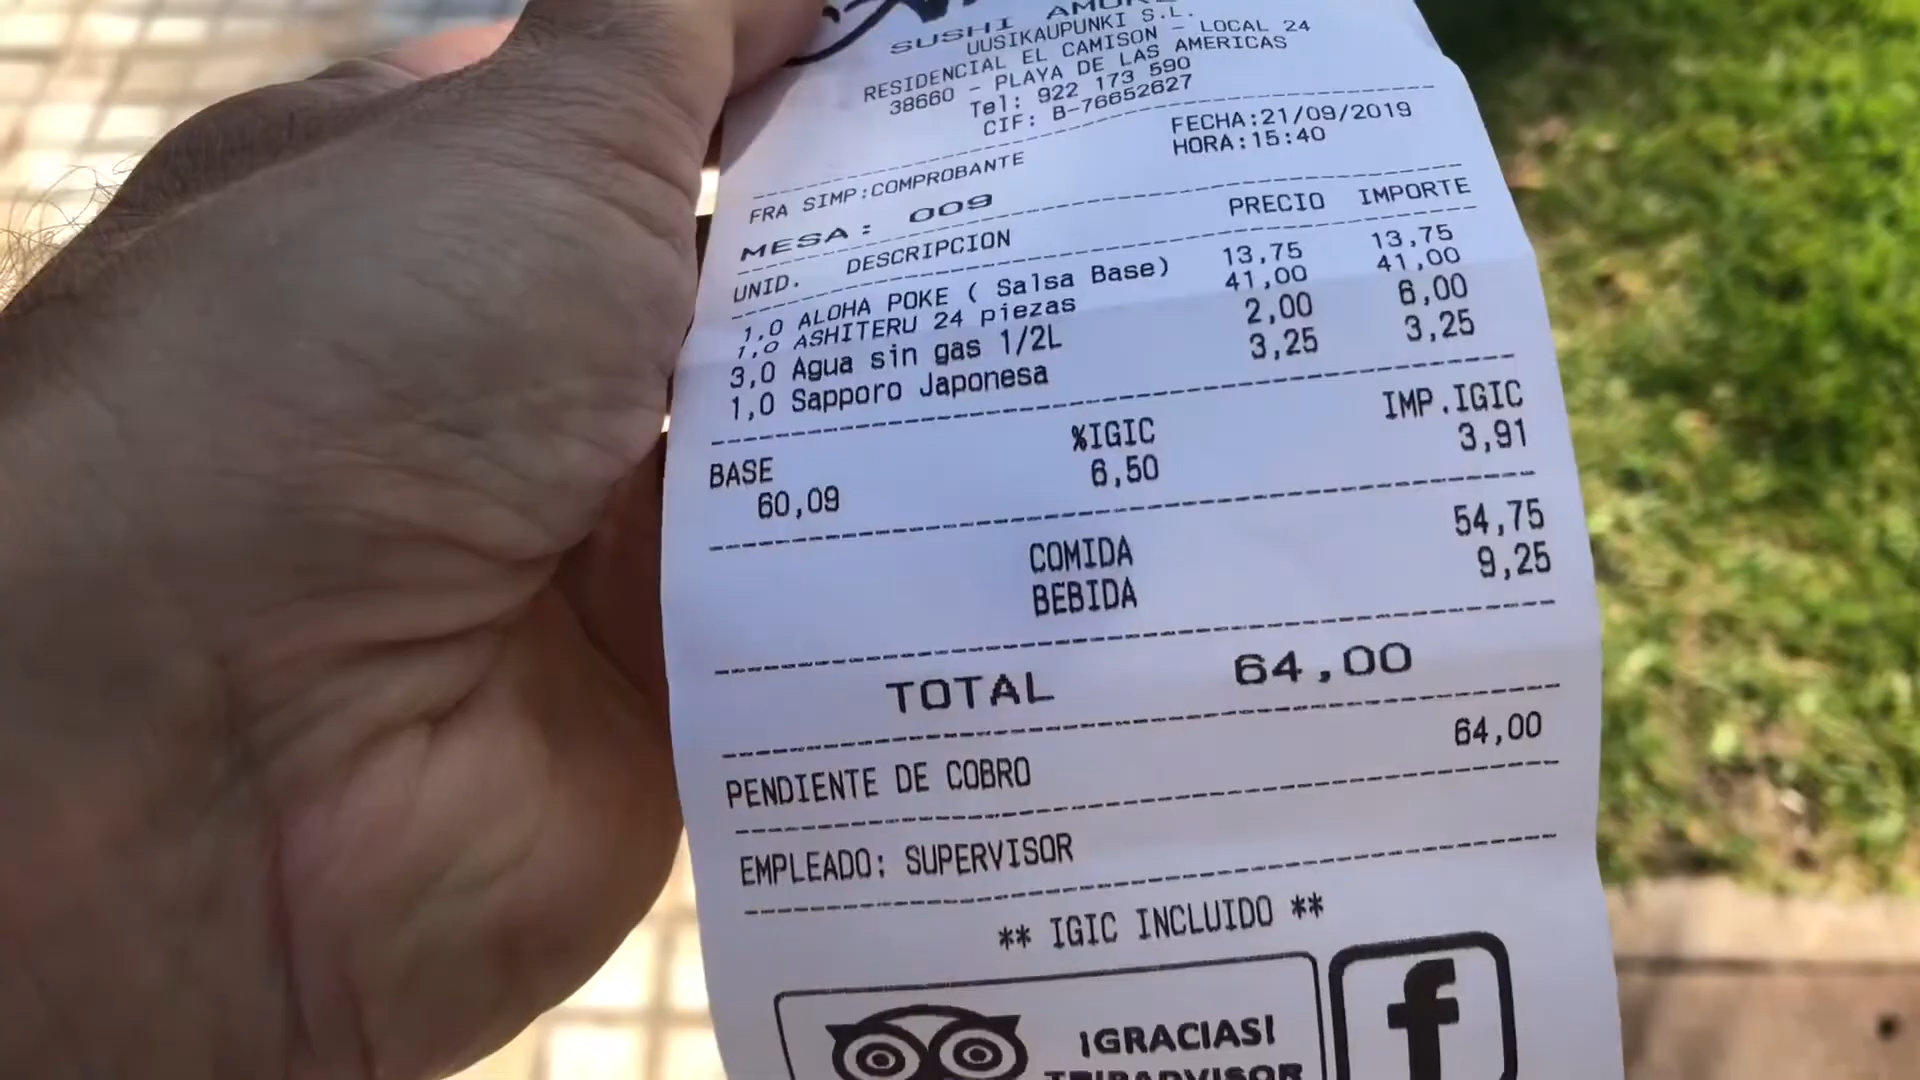 SUSHI
UUSIKAUPUNKI S.L.
RESIDENCIAL EL CAMISON - LOCAL 24
38660 - PLAYA DE LAS AMERICAS
Tel: 922 173 590
CIF: B-76652627
FECHA:21/09/2019
HORA:15:40
FRA SIMP:COMPROBANTE
MESA: 009
UNID. DESCRIPCION PRECIO IMPORTE
1,0 ALOHA POKE ( Salsa Base) 13,75 13,75
1,0 ASHITERU 24 piezas 41,00 41,00
3,0 Agua sin gas 1/2L 2,00 6,00
1,0 Sapporo Japonesa 3,25 3,25
BASE %IGIC IMP.IGIC
60,09 6,50 3,91
COMIDA 54,75
BEBIDA 9,25
TOTAL 64,00
PENDIENTE DE COBRO 64,00
EMPLEADO: SUPERVISOR
** IGIC INCLUIDO **
¡GRACIAS!
TRIPADVISOR
f